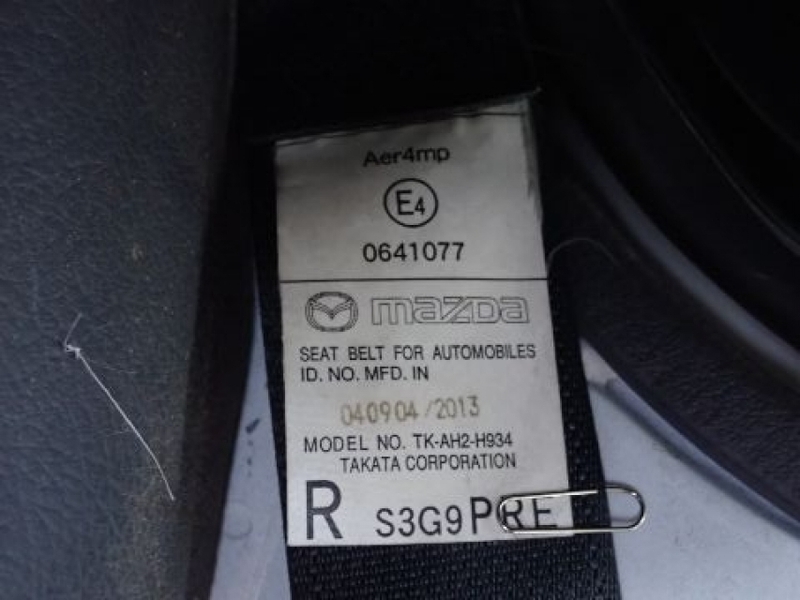 Aer4mp
E4
0641077
mazda
SEAT BELT FOR AUTOMOBILES
ID. NO. MFD. IN
040904/2013
MODEL NO. TK-AH2-H934
TAKATA CORPORATION
R S3G9PRE